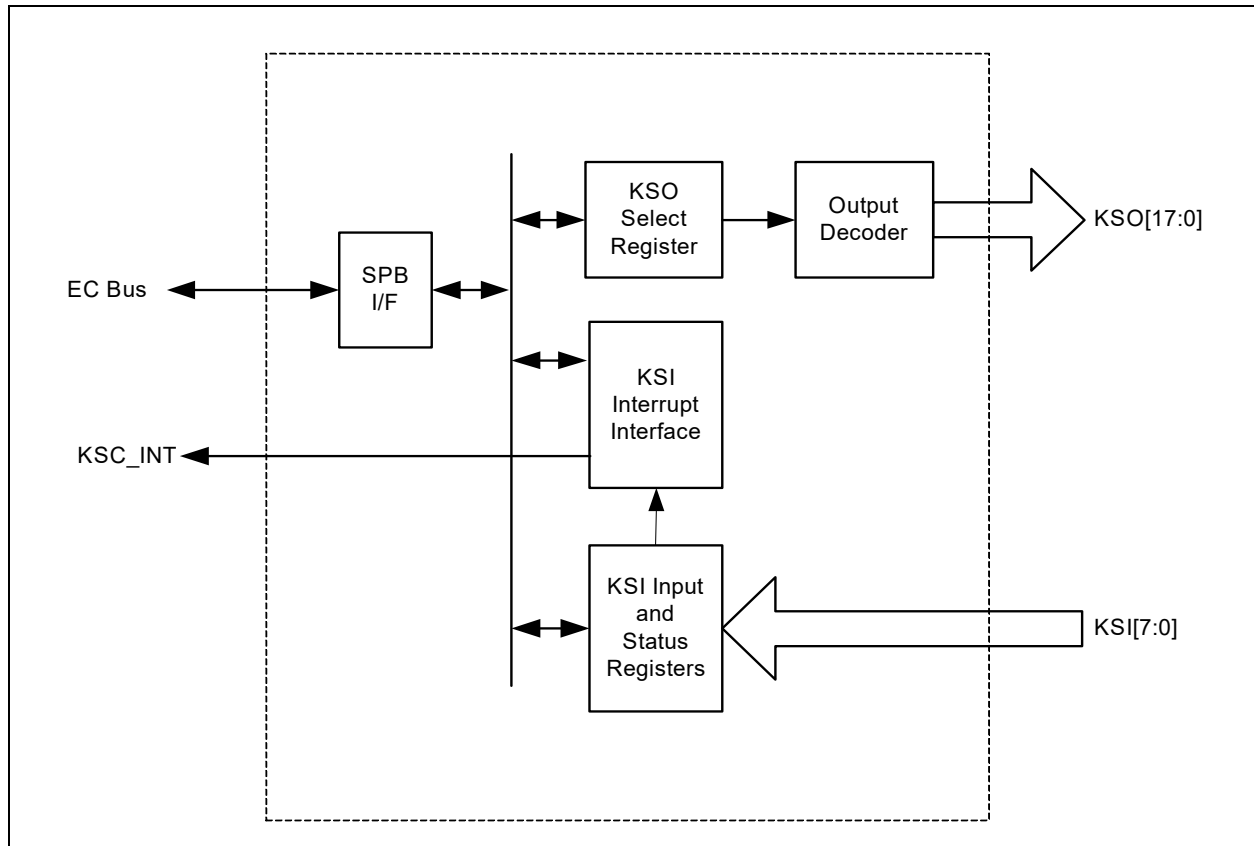 KSO
Select
Register
Output
Decoder
KSO[17:0]
EC Bus
SPB
I/F
KSI
Interrupt
Interface
KSC_INT
KSI Input
and
Status
Registers
KSI[7:0]